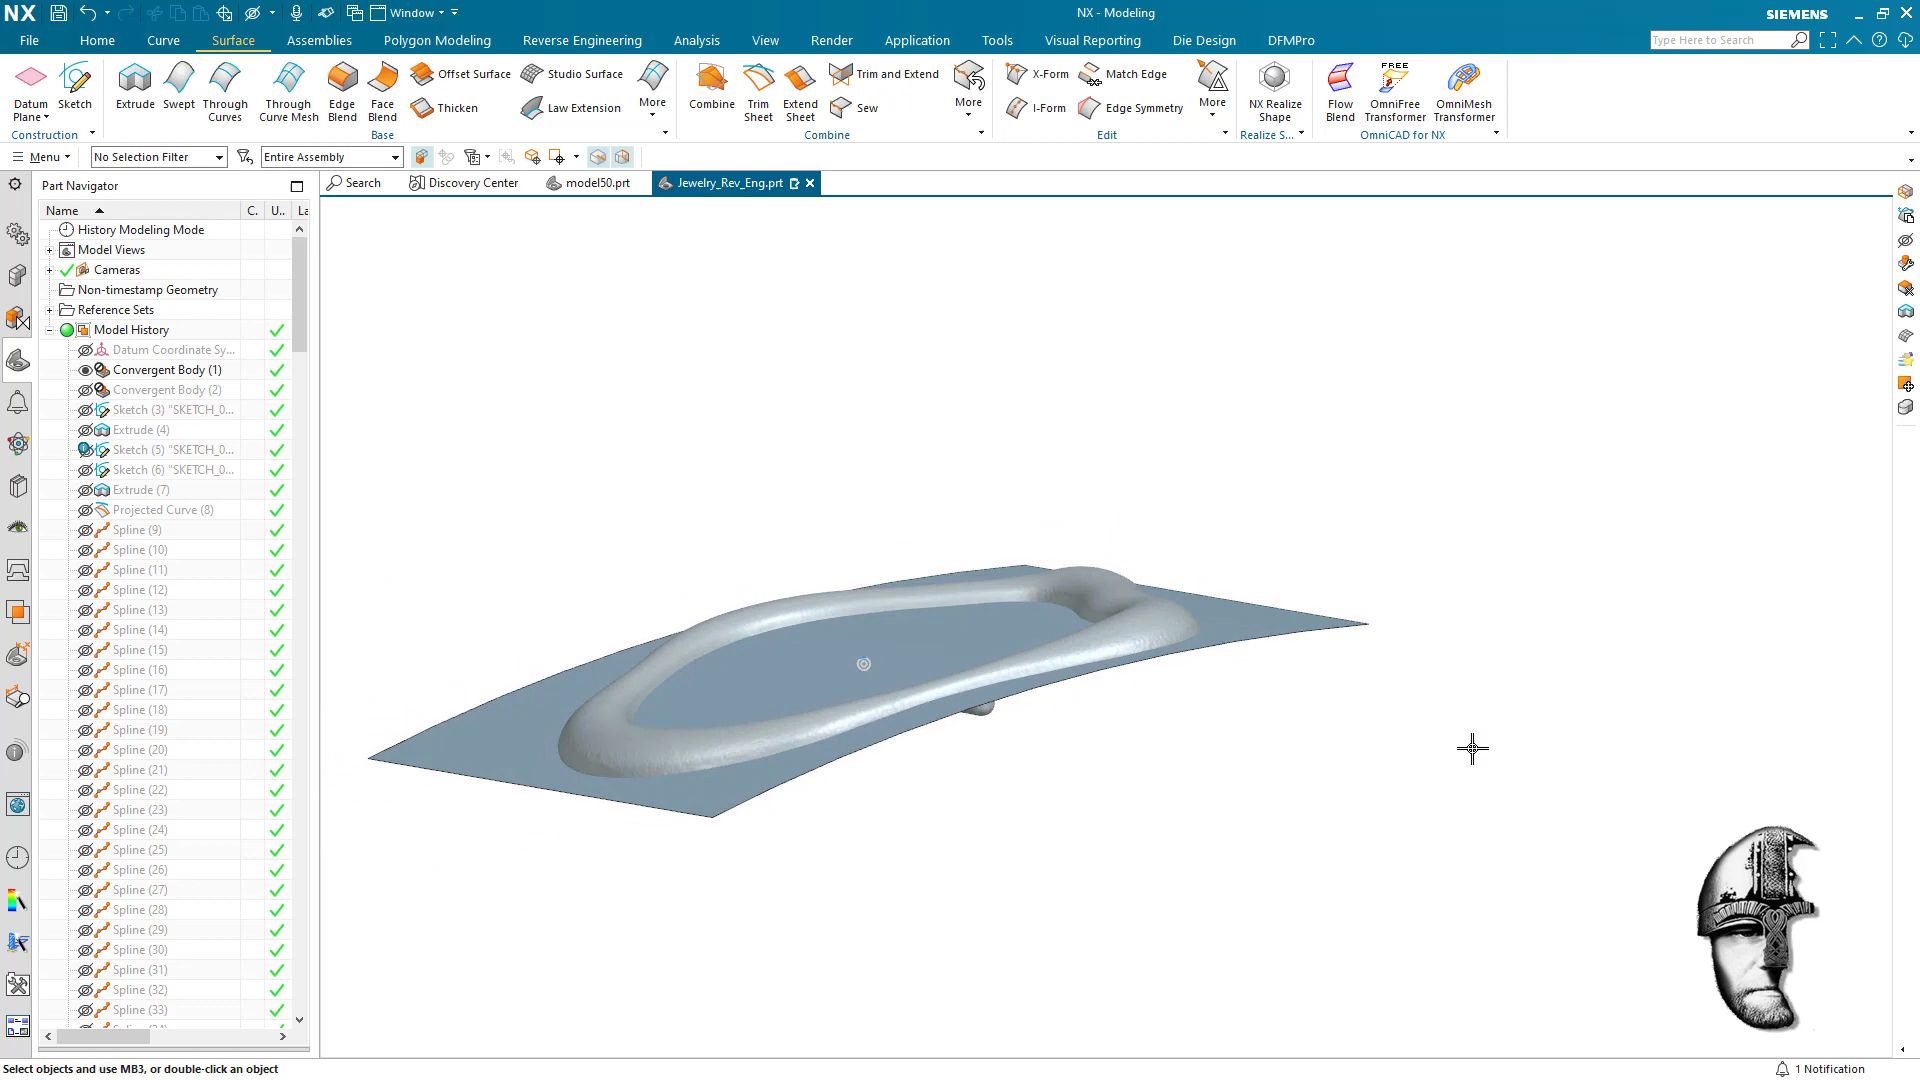 NX
Window
NX - Modeling
SIEMENS
File
Home
Curve
Surface
Assemblies
Polygon Modeling
Reverse Engineering
Analysis
View
Render
Application
Tools
Visual Reporting
Die Design
DFMPro
Type Here to Search
Datum Plane
Sketch
Extrude
Swept
Through Curves
Through Curve Mesh
Edge Blend
Face Blend
Offset Surface
Thicken
Studio Surface
Law Extension
More
Combine
Trim Sheet
Extend Sheet
Trim and Extend
Sew
More
X-Form
I-Form
Match Edge
Edge Symmetry
More
NX Realize Shape
Flow Blend
FREE
OmniFree Transformer
OmniMesh Transformer
Construction
Base
Combine
Edit
Realize S...
OmniCAD for NX
Menu
No Selection Filter
Entire Assembly
Part Navigator
Search
Discovery Center
model50.prt
Jewelry_Rev_Eng.prt
Name
C.
U..
La
History Modeling Mode
Model Views
Cameras
Non-timestamp Geometry
Reference Sets
Model History
Datum Coordinate Sy...
Convergent Body (1)
Convergent Body (2)
Sketch (3) "SKETCH_0...
Extrude (4)
Sketch (5) "SKETCH_0...
Sketch (6) "SKETCH_0...
Extrude (7)
Projected Curve (8)
Spline (9)
Spline (10)
Spline (11)
Spline (12)
Spline (13)
Spline (14)
Spline (15)
Spline (16)
Spline (17)
Spline (18)
Spline (19)
Spline (20)
Spline (21)
Spline (22)
Spline (23)
Spline (24)
Spline (25)
Spline (26)
Spline (27)
Spline (28)
Spline (29)
Spline (30)
Spline (31)
Spline (32)
Spline (33)
Select objects and use MB3, or double-click an object
1 Notification